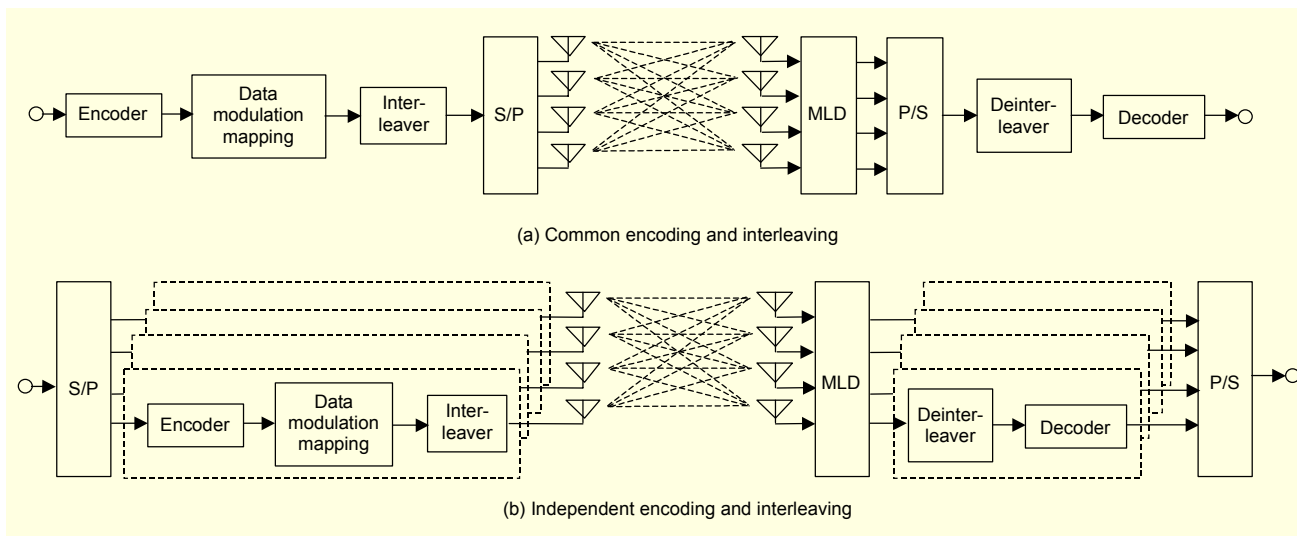 Encoder
Data
modulation
mapping
Inter-
leaver
S/P
MLD
P/S
Deinter-
leaver
Decoder
(a) Common encoding and interleaving
S/P
Encoder
Data
modulation
mapping
Inter-
leaver
MLD
Deinter-
leaver
Decoder
P/S
(b) Independent encoding and interleaving